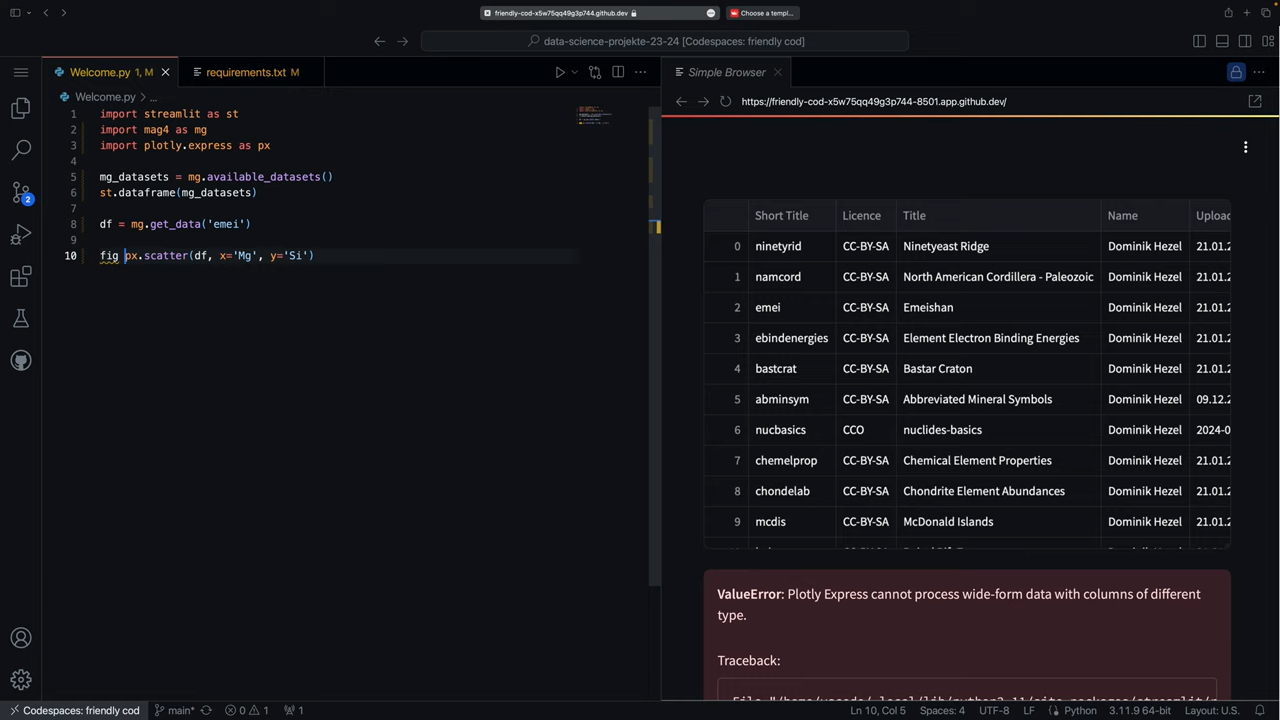 friendly-cod-x5w75qq49g3p744.github.dev
Choose a templ...
data-science-projekte-23-24 [Codespaces: friendly cod]
Welcome.py 1, M
requirements.txt M
Simple Browser
Welcome.py > ...
https://friendly-cod-x5w75qq49g3p744-8501.app.github.dev/
1 import streamlit as st
2 import mag4 as mg
3 import plotly.express as px
4
5 mg_datasets = mg.available_datasets()
6 st.dataframe(mg_datasets)
7
8 df = mg.get_data('emei')
9
10 fig px.scatter(df, x='Mg', y='Si')
2
Short Title Licence Title Name Upload
0 ninetyrid CC-BY-SA Ninetyeast Ridge Dominik Hezel 21.01.2
1 namcord CC-BY-SA North American Cordillera - Paleozoic Dominik Hezel 21.01.2
2 emei CC-BY-SA Emeishan Dominik Hezel 21.01.2
3 ebindenergies CC-BY-SA Element Electron Binding Energies Dominik Hezel 21.01.2
4 bastcrat CC-BY-SA Bastar Craton Dominik Hezel 21.01.2
5 abminsym CC-BY-SA Abbreviated Mineral Symbols Dominik Hezel 09.12.2
6 nucbasics CCO nuclides-basics Dominik Hezel 2024-0
7 chemelprop CC-BY-SA Chemical Element Properties Dominik Hezel 21.01.2
8 chondelab CC-BY-SA Chondrite Element Abundances Dominik Hezel 21.01.2
9 mcdis CC-BY-SA McDonald Islands Dominik Hezel 21.01.2
ValueError: Plotly Express cannot process wide-form data with columns of different
type.
Traceback:
Codespaces: friendly cod
main*
0 1
1
Ln 10, Col 5
Spaces: 4
UTF-8
LF
Python
3.11.9 64-bit
Layout: U.S.